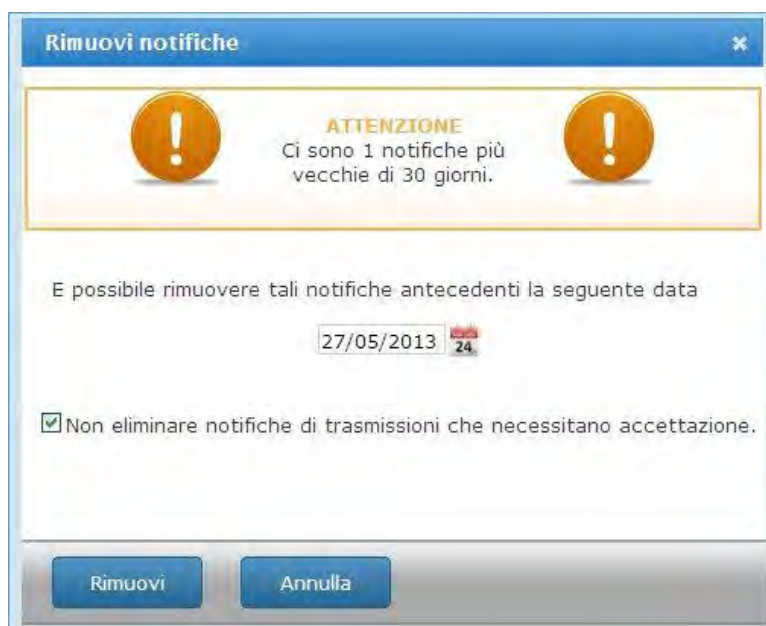 Rimuovi notifiche
ATTENZIONE
Ci sono 1 notifiche più
vecchie di 30 giorni.
E possibile rimuovere tali notifiche antecedenti la seguente data
27/05/2013
24
Non eliminare notifiche di trasmissioni che necessitano accettazione.
Rimuovi
Annulla